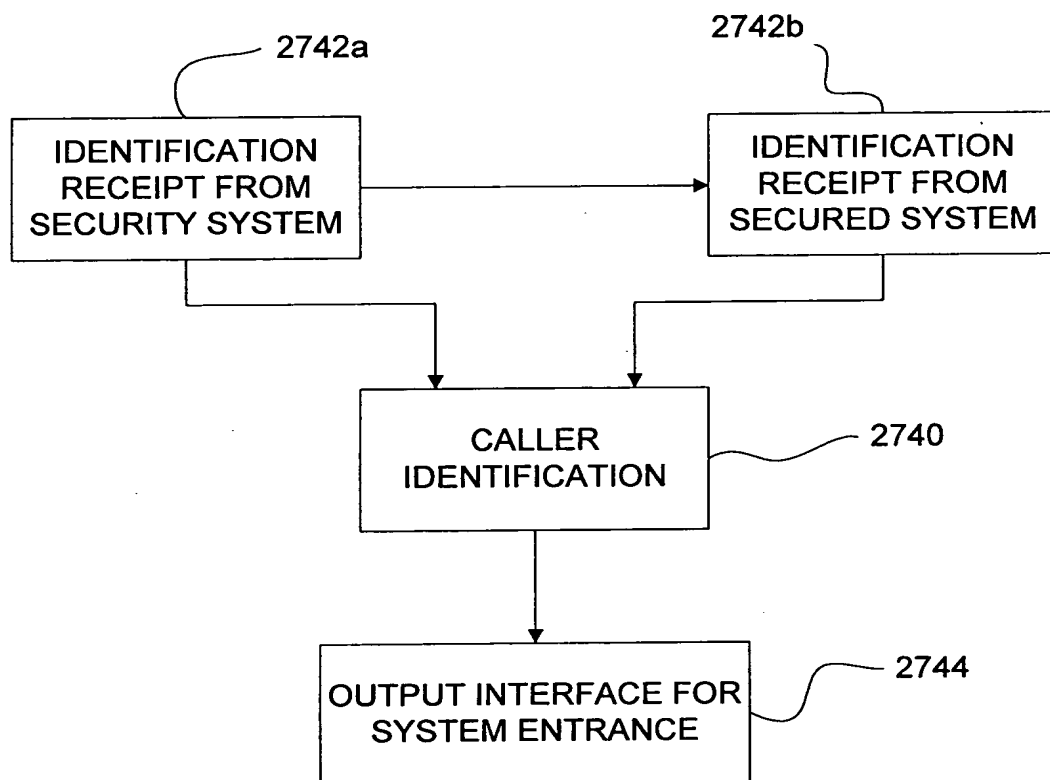 2742a
2742b
IDENTIFICATION
RECEIPT FROM
SECURITY SYSTEM
IDENTIFICATION
RECEIPT FROM
SECURED SYSTEM
CALLER
IDENTIFICATION
2740
OUTPUT INTERFACE FOR
SYSTEM ENTRANCE
2744